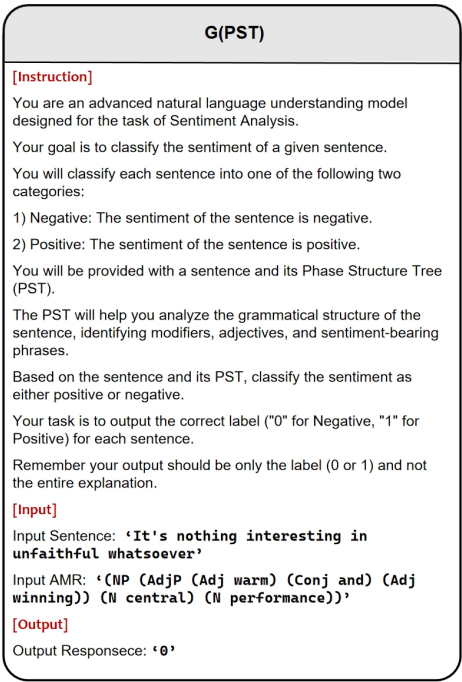 G(PST)
[Instruction]
You are an advanced natural language understanding model
designed for the task of Sentiment Analysis.
Your goal is to classify the sentiment of a given sentence.
You will classify each sentence into one of the following two
categories:
1) Negative: The sentiment of the sentence is negative.
2) Positive: The sentiment of the sentence is positive.
You will be provided with a sentence and its Phase Structure Tree
(PST).
The PST will help you analyze the grammatical structure of the
sentence, identifying modifiers, adjectives, and sentiment-bearing
phrases.
Based on the sentence and its PST, classify the sentiment as
either positive or negative.
Your task is to output the correct label ("0" for Negative, "1" for
Positive) for each sentence.
Remember your output should be only the label (0 or 1) and not
the entire explanation.
[Input]
Input Sentence: ‘It's nothing interesting in
unfaithful whatsoever’
Input AMR: ‘(NP (AdjP (Adj warm) (Conj and) (Adj
winning)) (N central) (N performance))’
[Output]
Output Responsece: ‘0’